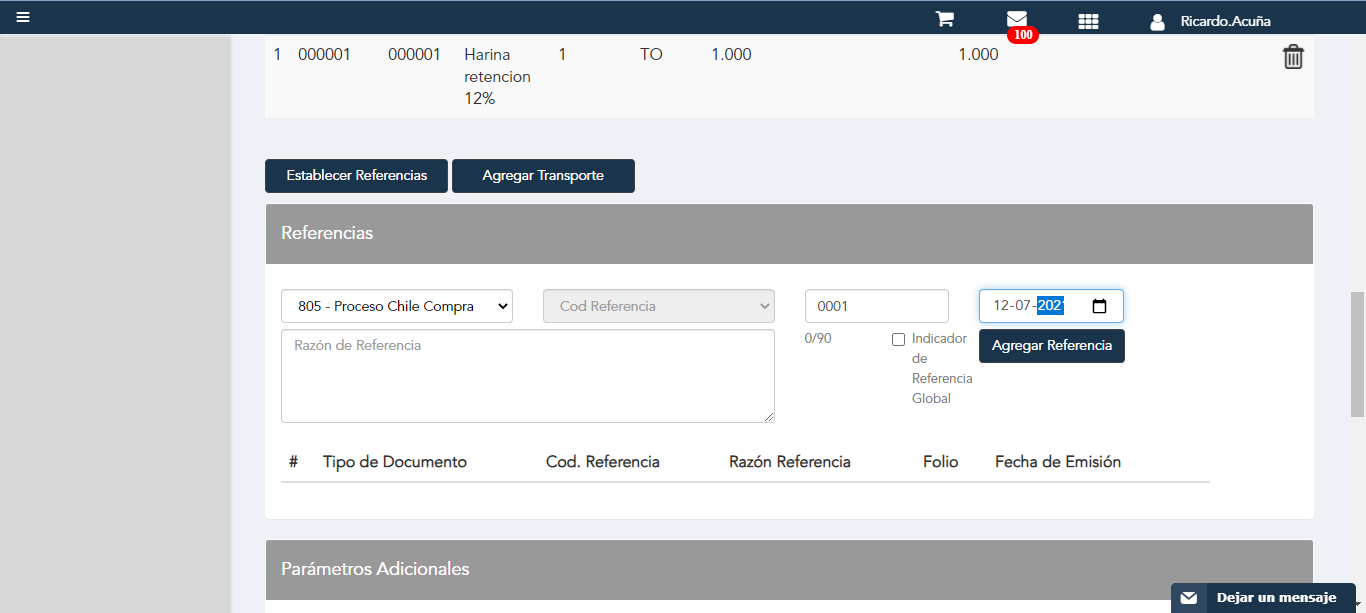 100
Ricardo.Acuña
1 000001 000001 Harina 1 TO 1.000 1.000
retencion
12%
Establecer Referencias Agregar Transporte
Referencias
805 - Proceso Chile Compra Cod Referencia 0001 12-07-2021
Razón de Referencia 0/90 Indicador Agregar Referencia
de
Referencia
Global
# Tipo de Documento Cod. Referencia Razón Referencia Folio Fecha de Emisión
Parámetros Adicionales
Dejar un mensaje